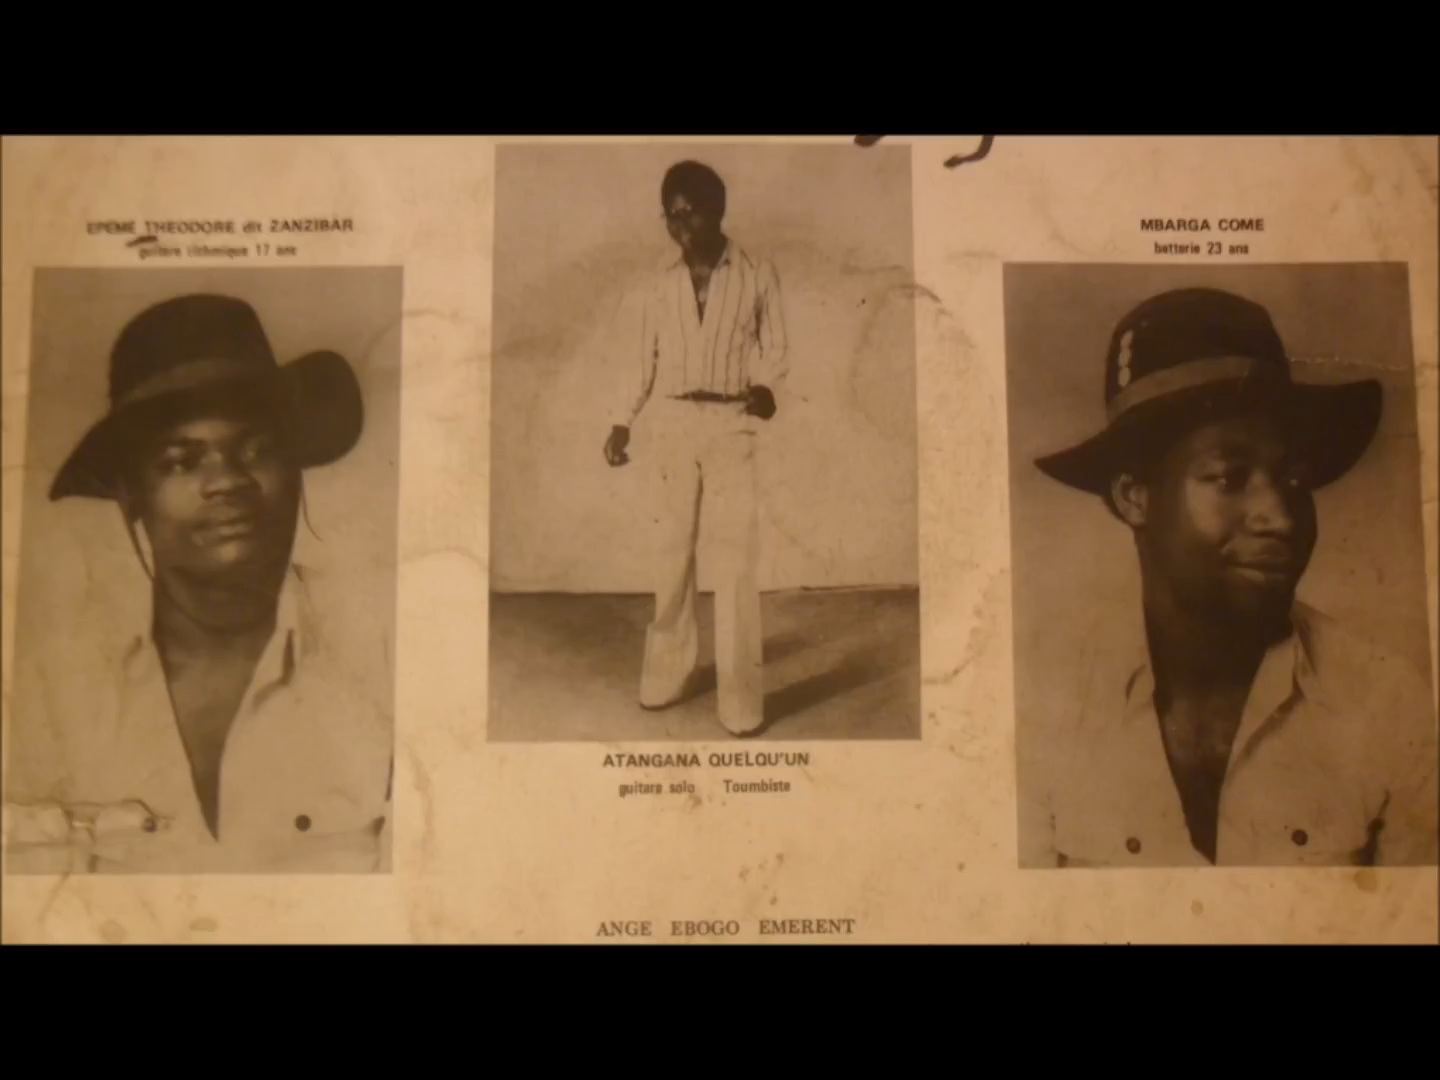 EPEME THEODORE dit ZANZIBAR
guitare rithmique 17 ans
MBARGA COME
batterie 23 ans
ATANGANA QUELQU'UN
guitare solo Toumbiste
ANGE EBOGO EMERENT